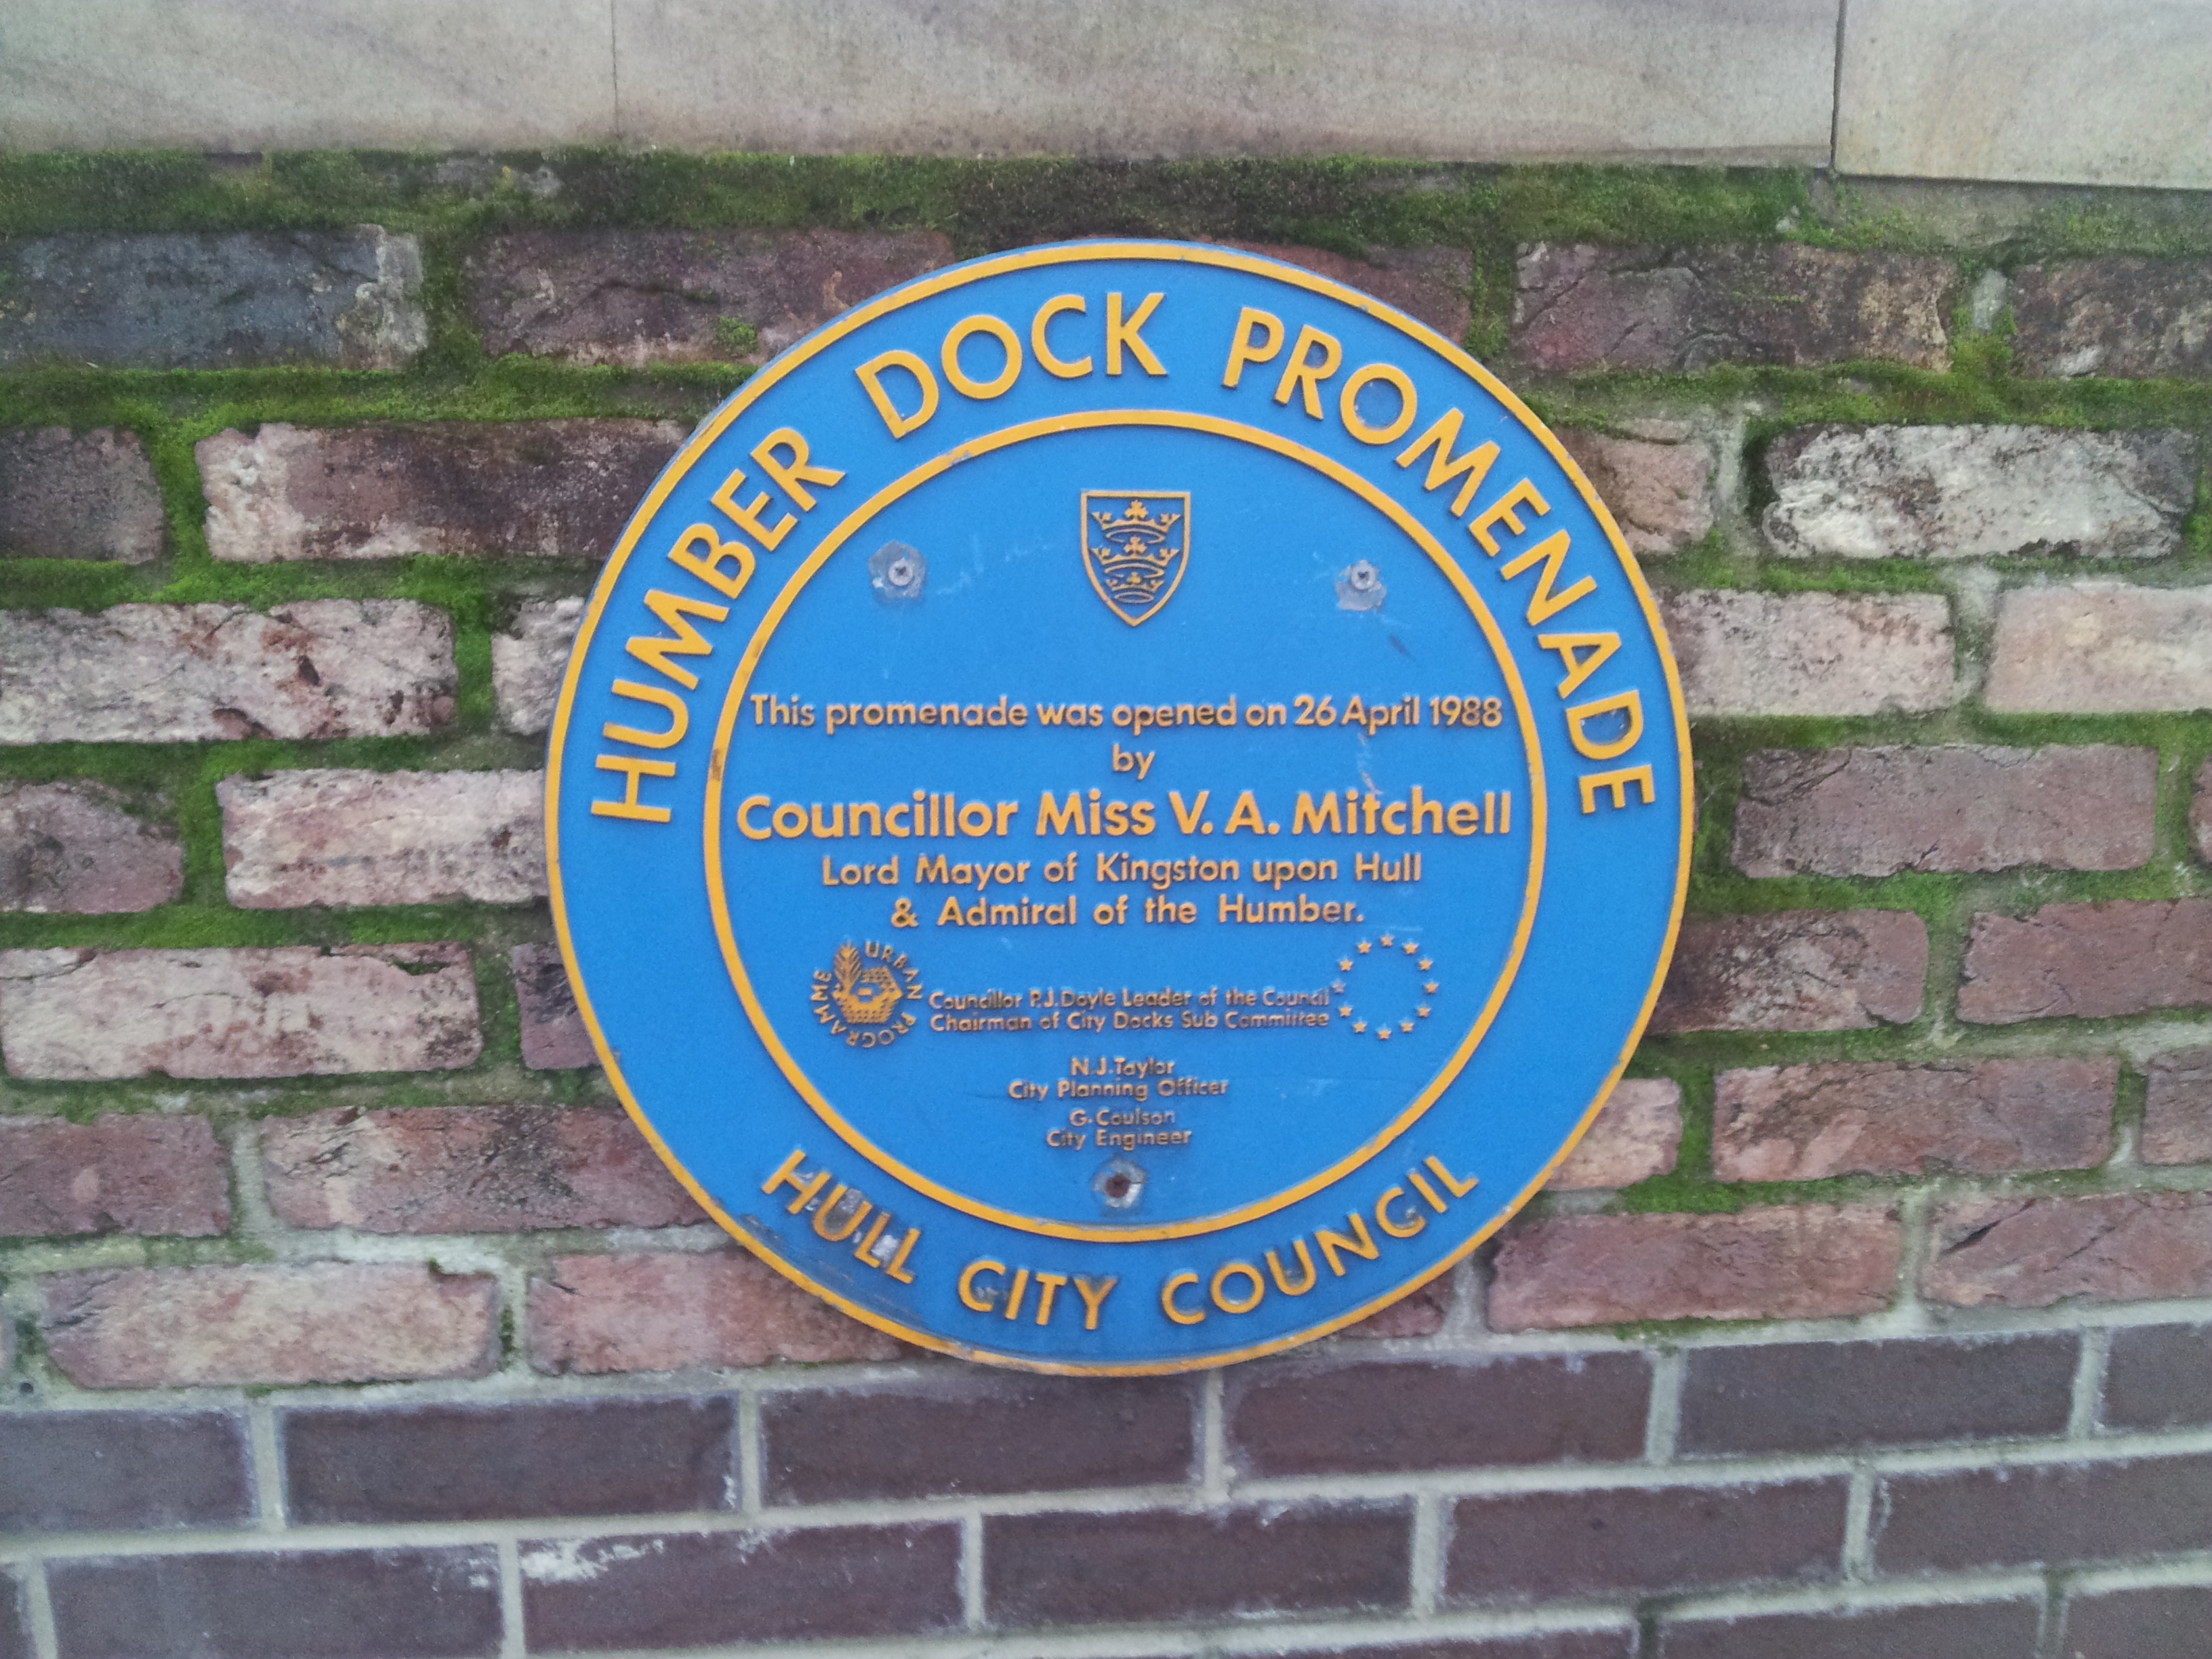 HUMBER DOCK PROMENADE
This promenade was opened on 26 April 1988
by
Councillor Miss V. A. Mitchell
Lord Mayor of Kingston upon Hull
& Admiral of the Humber.
URBAN PROGRAMME
Councillor P.J. Doyle Leader of the Council
Chairman of City Docks Sub Committee
N.J. Taylor
City Planning Officer
G. Coulson
City Engineer
HULL CITY COUNCIL